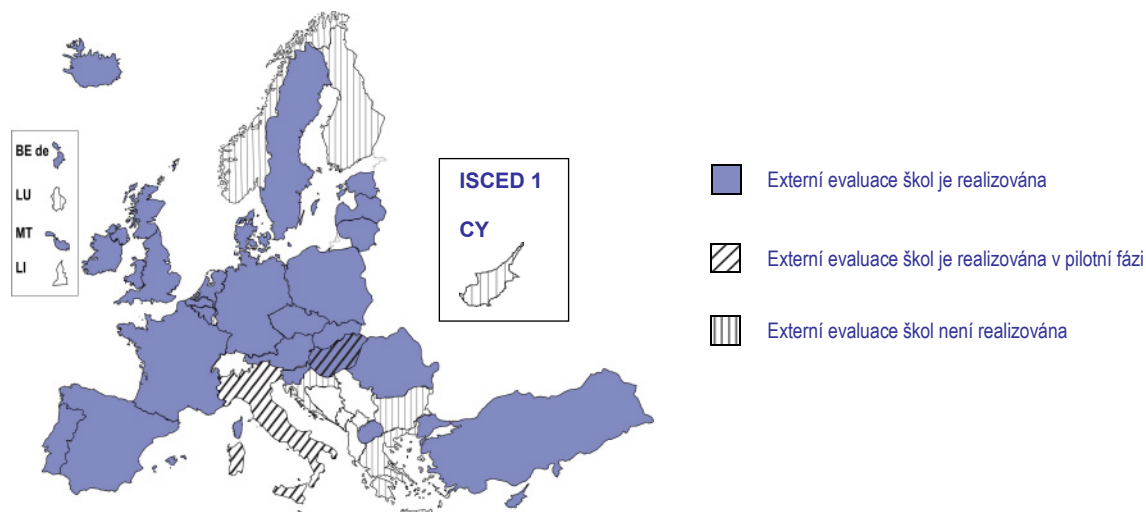 BE de
LU
MT
LI
ISCED 1
CY
Externí evaluace škol je realizována
Externí evaluace škol je realizována v pilotní fázi
Externí evaluace škol není realizována